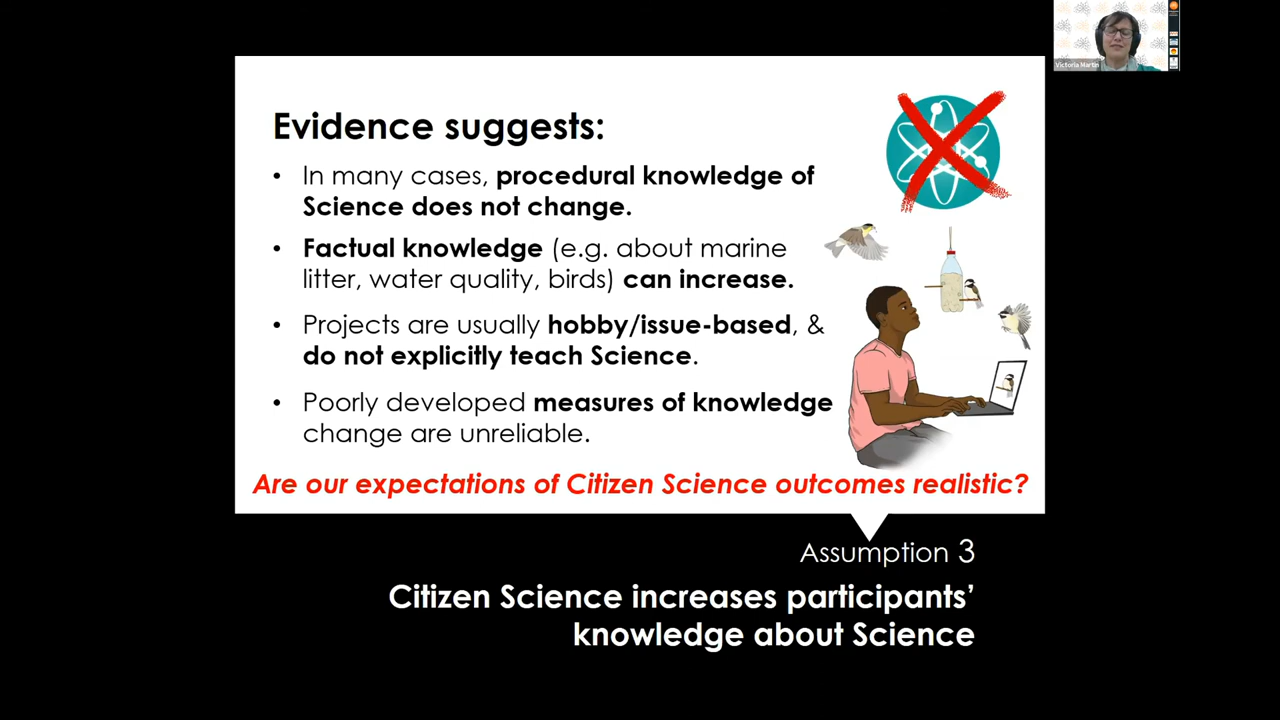 Victoria Martin
Evidence suggests:
• In many cases, procedural knowledge of
Science does not change.
• Factual knowledge (e.g. about marine
litter, water quality, birds) can increase.
• Projects are usually hobby/issue-based, &
do not explicitly teach Science.
• Poorly developed measures of knowledge
change are unreliable.
Are our expectations of Citizen Science outcomes realistic?
Assumption 3
Citizen Science increases participants’
knowledge about Science